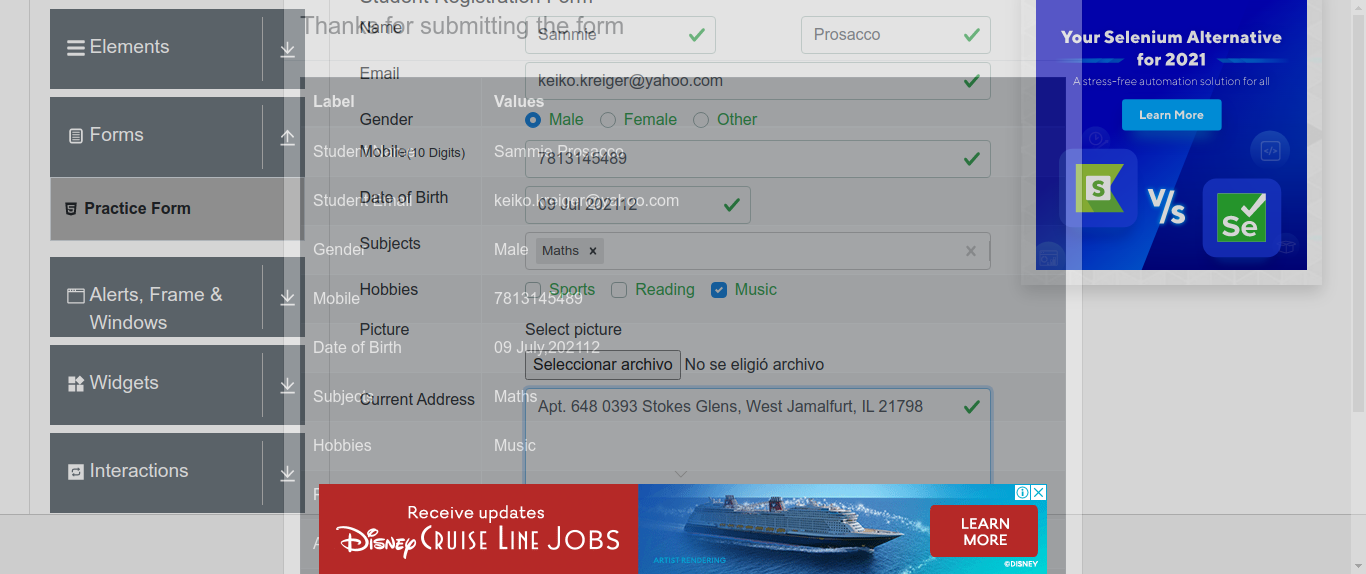 Student Registration Form
Thanks for submitting the form
Elements
Forms
Practice Form
Alerts, Frame &
Windows
Widgets
Interactions
Name
Sammie
Prosacco
Email
keiko.kreiger@yahoo.com
Gender
Male
Female
Other
Mobile(10 Digits)
7813145489
Date of Birth
09 Jul 202112
Subjects
Maths ×
Hobbies
Sports
Reading
Music
Picture
Select picture
Seleccionar archivo No se eligió archivo
Current Address
Apt. 648 0393 Stokes Glens, West Jamalfurt, IL 21798
Label Values
Student Name Sammie Prosacco
Student Email keiko.kreiger@yahoo.com
Gender Male
Mobile 7813145489
Date of Birth 09 July,202112
Subjects Maths
Hobbies Music
Your Selenium Alternative
for 2021
A stress-free automation solution for all
Learn More
S
V/s
Se
Receive updates
Disney CRUISE LINE JOBS
ARTIST RENDERING
LEARN
MORE
©DISNEY